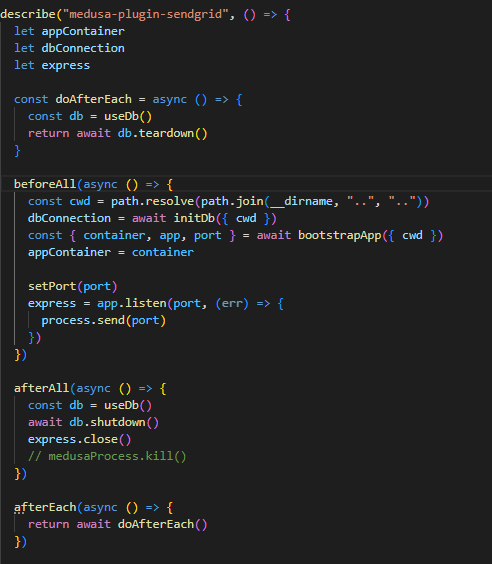 describe("medusa-plugin-sendgrid", () => {
  let appContainer
  let dbConnection
  let express

  const doAfterEach = async () => {
    const db = useDb()
    return await db.teardown()
  }

  beforeAll(async () => {
    const cwd = path.resolve(path.join(__dirname, "..", ".."))
    dbConnection = await initDb({ cwd })
    const { container, app, port } = await bootstrapApp({ cwd })
    appContainer = container

    setPort(port)
    express = app.listen(port, (err) => {
      process.send(port)
    })
  })

  afterAll(async () => {
    const db = useDb()
    await db.shutdown()
    express.close()
    // medusaProcess.kill()
  })

  afterEach(async () => {
    return await doAfterEach()
  })